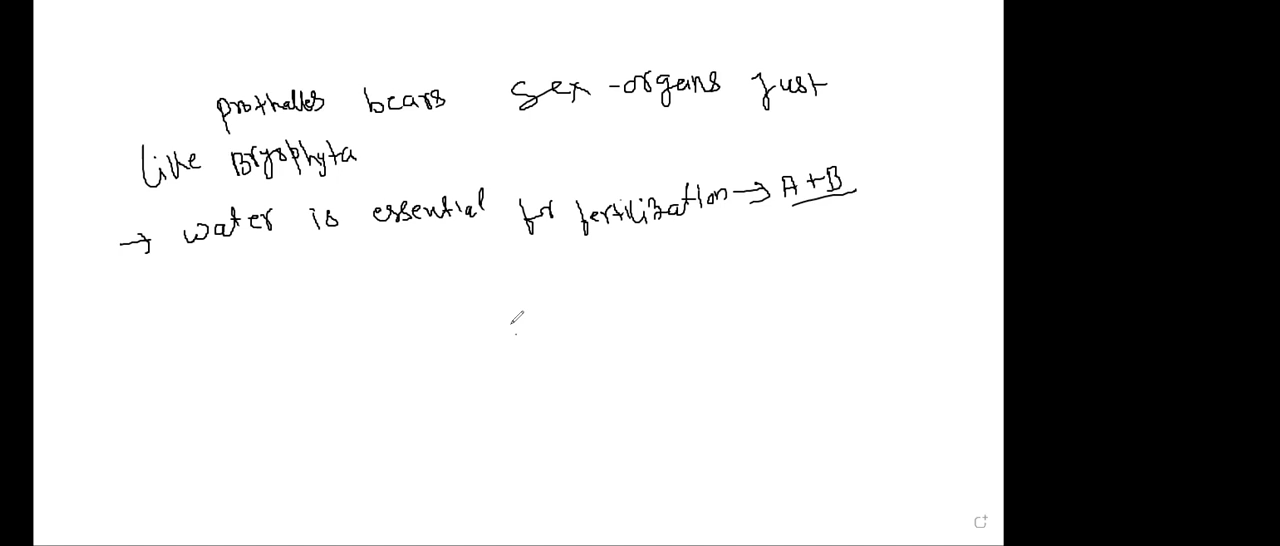 prothallus bears sex-organs just
like Bryophyta
→ water is essential for fertilization → A+B